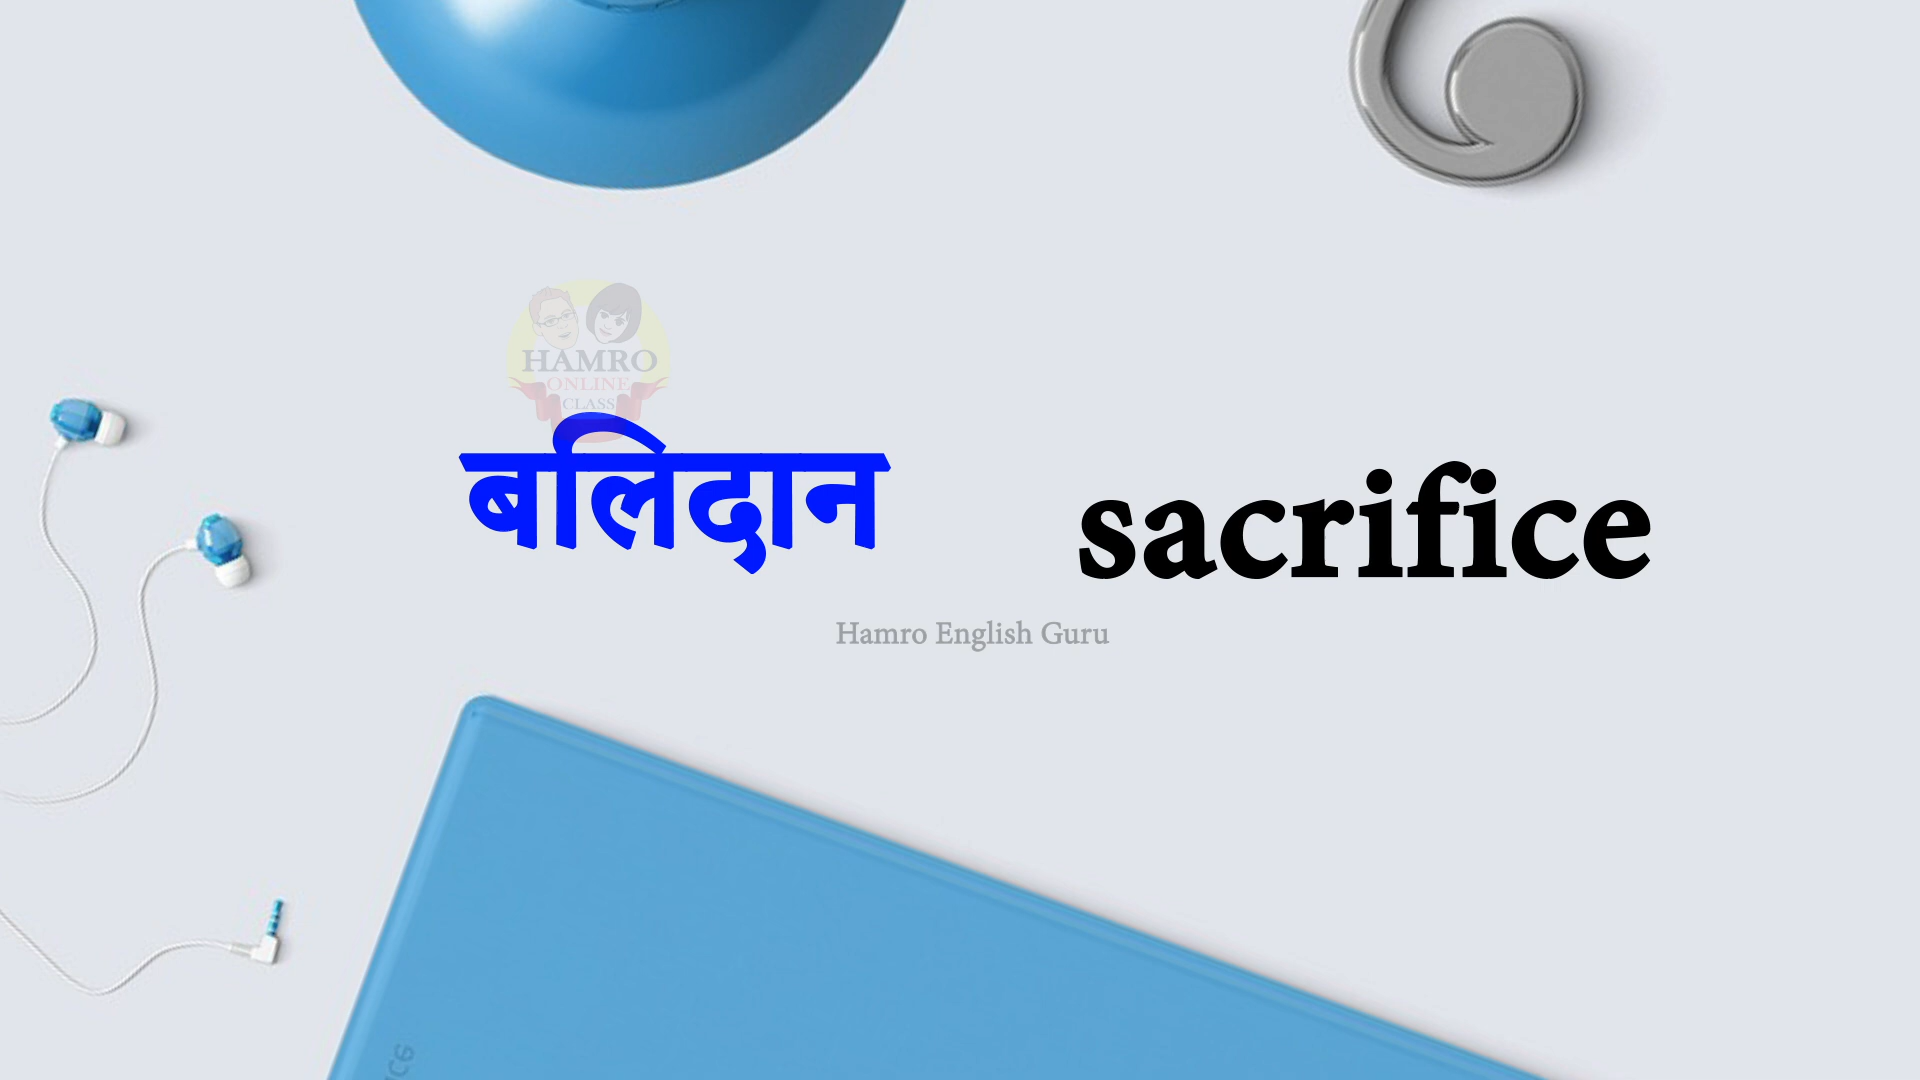 HAMRO
ONLINE
CLASS
बलिदान sacrifice
Hamro English Guru